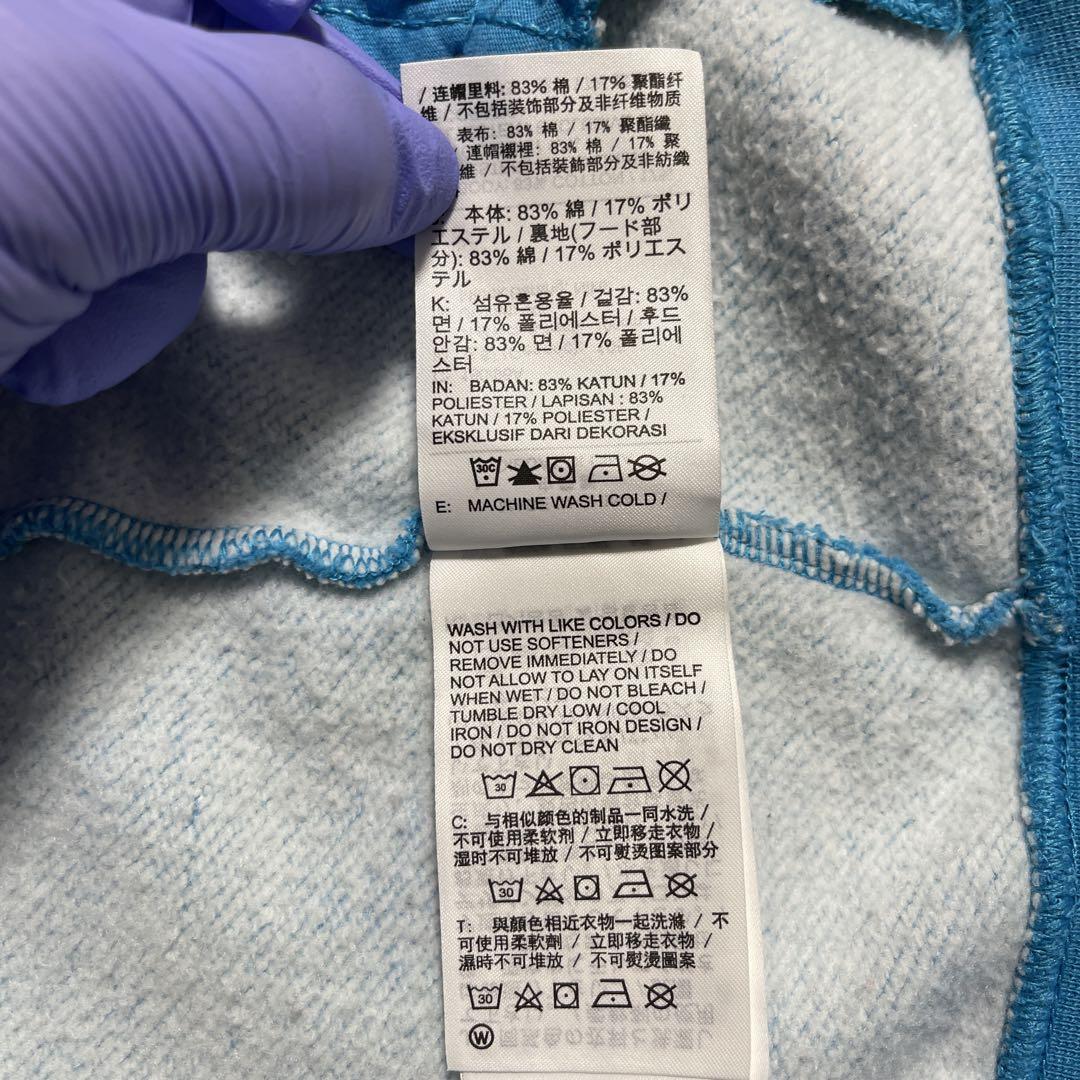 / 连帽里料: 83% 棉 / 17% 聚酯纤
维 / 不包括装饰部分及非纤维物质
表布: 83% 棉 / 17% 聚酯纖
/ 連帽襯裡: 83% 棉 / 17% 聚
維 / 不包括裝飾部分及非紡織
本体: 83% 綿 / 17% ポリ
エステル / 裏地(フード部
分): 83% 綿 / 17% ポリエス
テル
K: 섬유혼용율 / 겉감: 83%
면 / 17% 폴리에스터 / 후드
안감: 83% 면 / 17% 폴리에
스터
IN: BADAN: 83% KATUN / 17%
POLIESTER / LAPISAN : 83%
KATUN / 17% POLIESTER /
EKSKLUSIF DARI DEKORASI
30C
E: MACHINE WASH COLD /
WASH WITH LIKE COLORS / DO
NOT USE SOFTENERS /
REMOVE IMMEDIATELY / DO
NOT ALLOW TO LAY ON ITSELF
WHEN WET / DO NOT BLEACH /
TUMBLE DRY LOW / COOL
IRON / DO NOT IRON DESIGN /
DO NOT DRY CLEAN
30
C: 与相似颜色的制品一同水洗 /
不可使用柔软剂 / 立即移走衣物 /
湿时不可堆放 / 不可熨烫图案部分
30
T: 與顏色相近衣物一起洗滌 / 不
可使用柔軟劑 / 立即移走衣物 /
濕時不可堆放 / 不可熨燙圖案
30
W